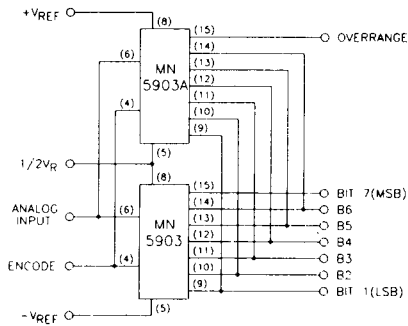 +VREF
(8)
(15)
OVERRANGE
(14)
(6)
(13)
MN
5903A
(12)
(11)
(4)
(10)
(9)
(5)
1/2VR
(8)
(15)
BIT 7(MSB)
ANALOG
INPUT
(6)
MN
5903
(14)
B6
(13)
B5
(12)
B4
(11)
B3
ENCODE
(4)
(10)
B2
(9)
BIT 1(LSB)
(5)
-VREF